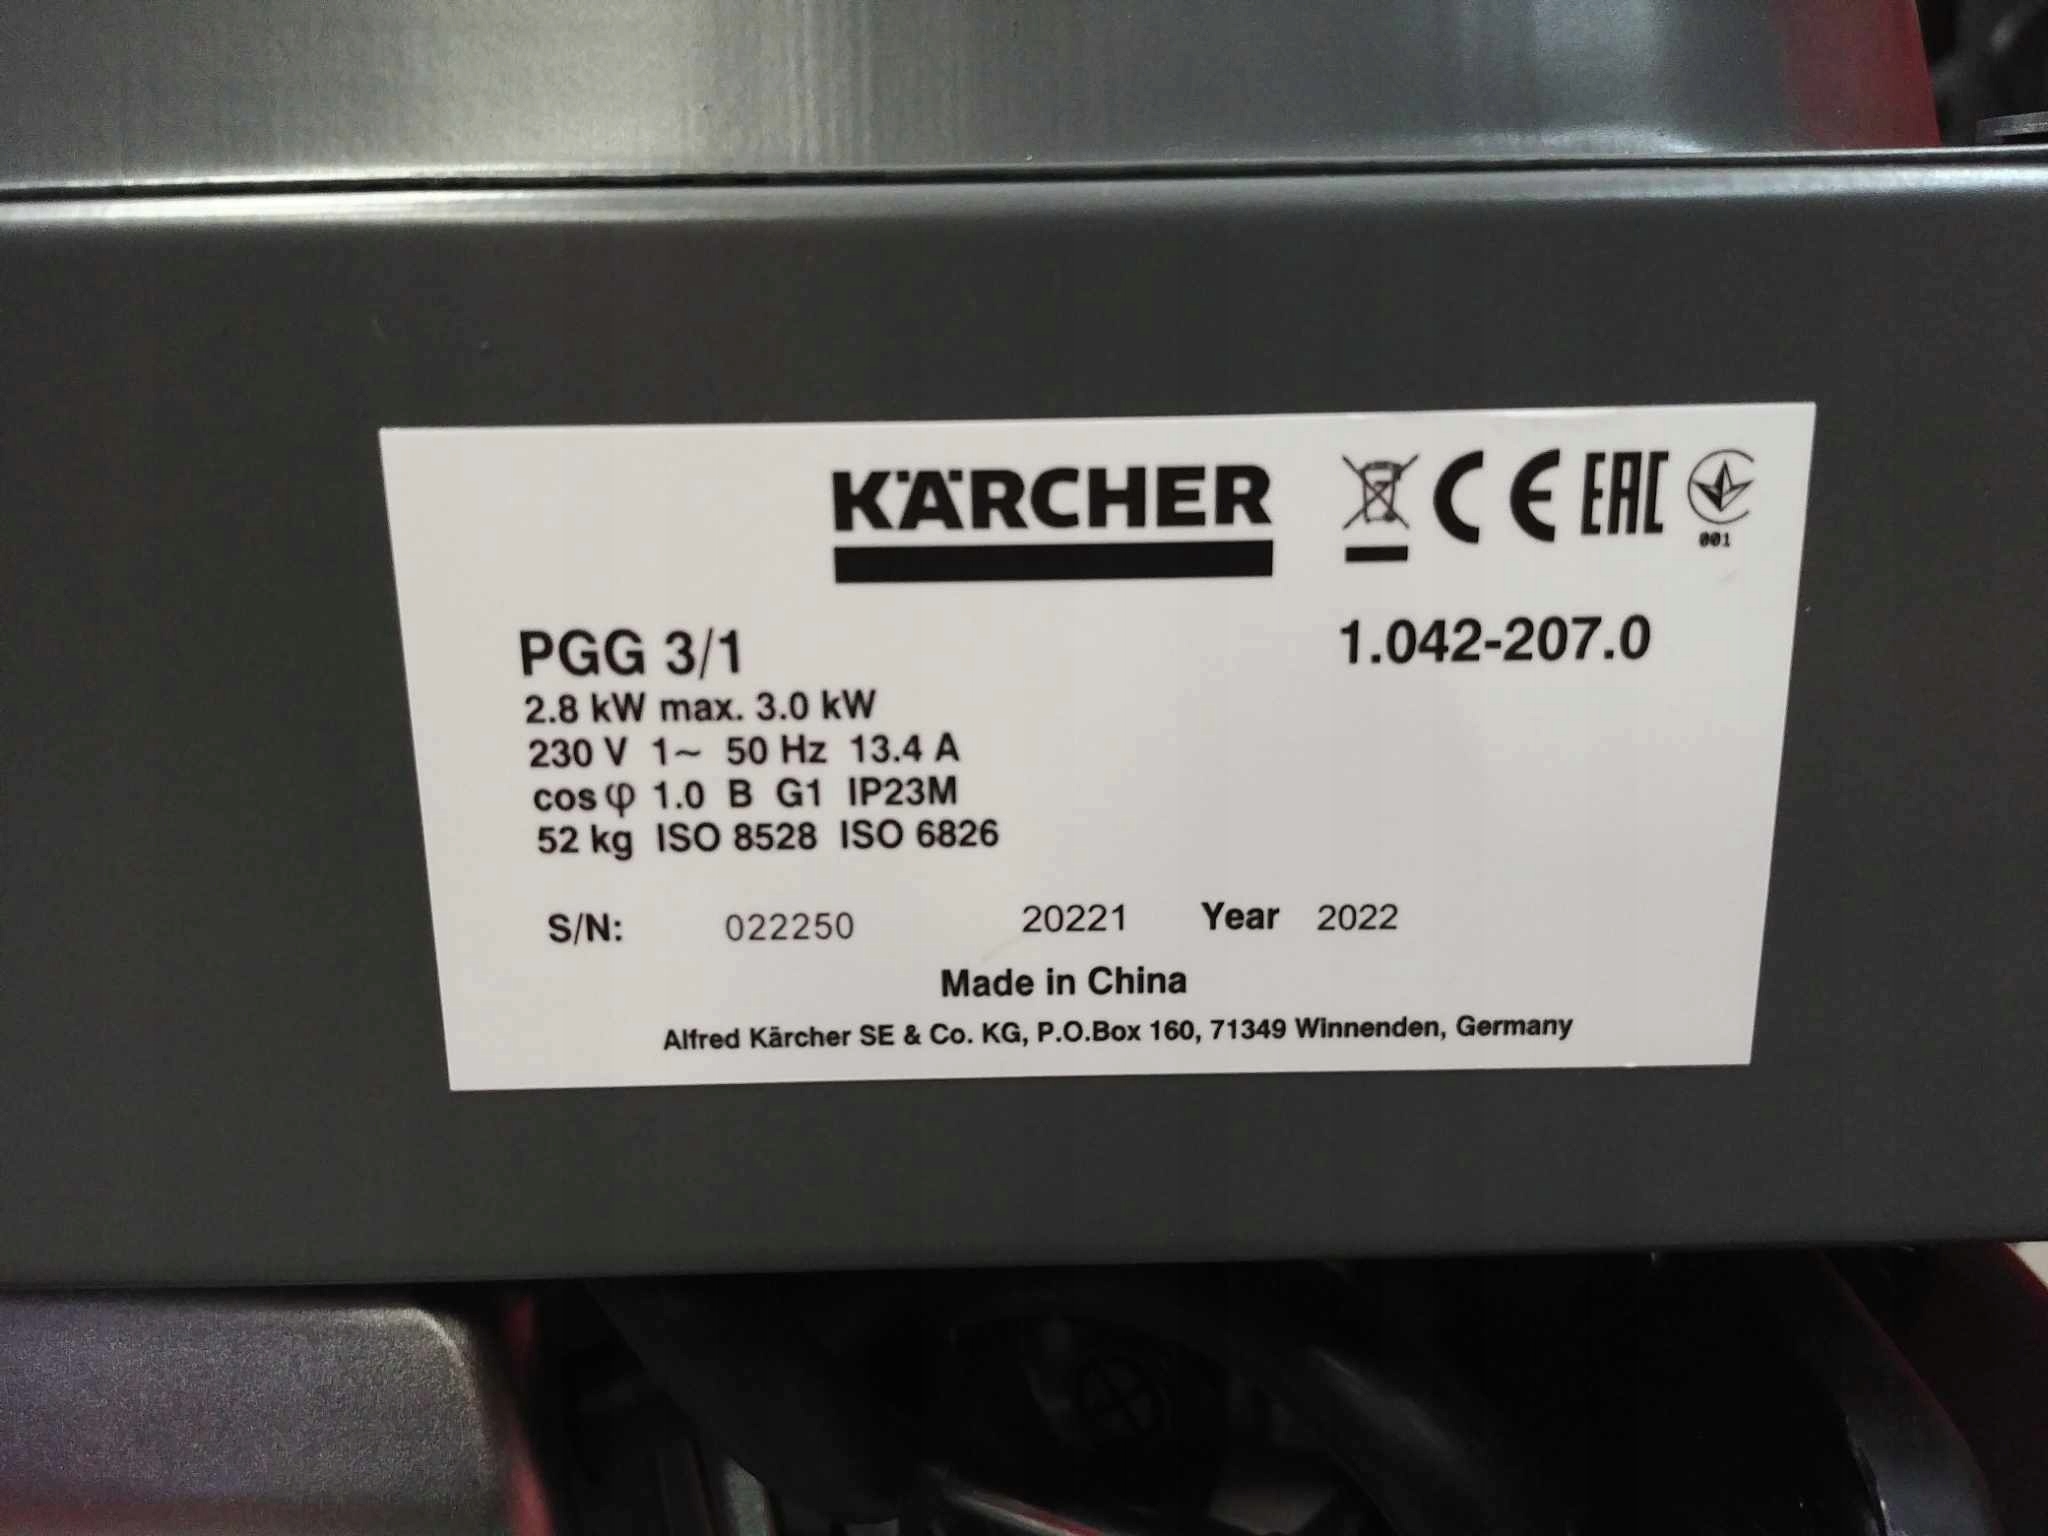 KÄRCHER
CE EAC
001
PGG 3/1 1.042-207.0
2.8 kW max. 3.0 kW
230 V 1~ 50 Hz 13.4 A
cos φ 1.0 B G1 IP23M
52 kg ISO 8528 ISO 6826
S/N: 022250 20221 Year 2022
Made in China
Alfred Kärcher SE & Co. KG, P.O.Box 160, 71349 Winnenden, Germany